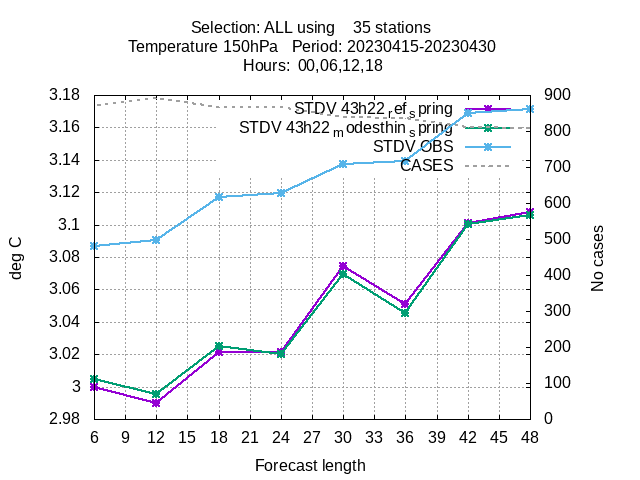 Selection: ALL using    35 stations
Temperature 150hPa   Period: 20230415-20230430
Hours:  00,06,12,18
STDV 43h22ref_spring
STDV 43h22modesthin_spring
STDV OBS
CASES
3.18
3.16
3.14
3.12
3.1
3.08
3.06
3.04
3.02
3
2.98
deg C
900
800
700
600
500
400
300
200
100
0
No cases
6 9 12 15 18 21 24 27 30 33 36 39 42 45 48
Forecast length